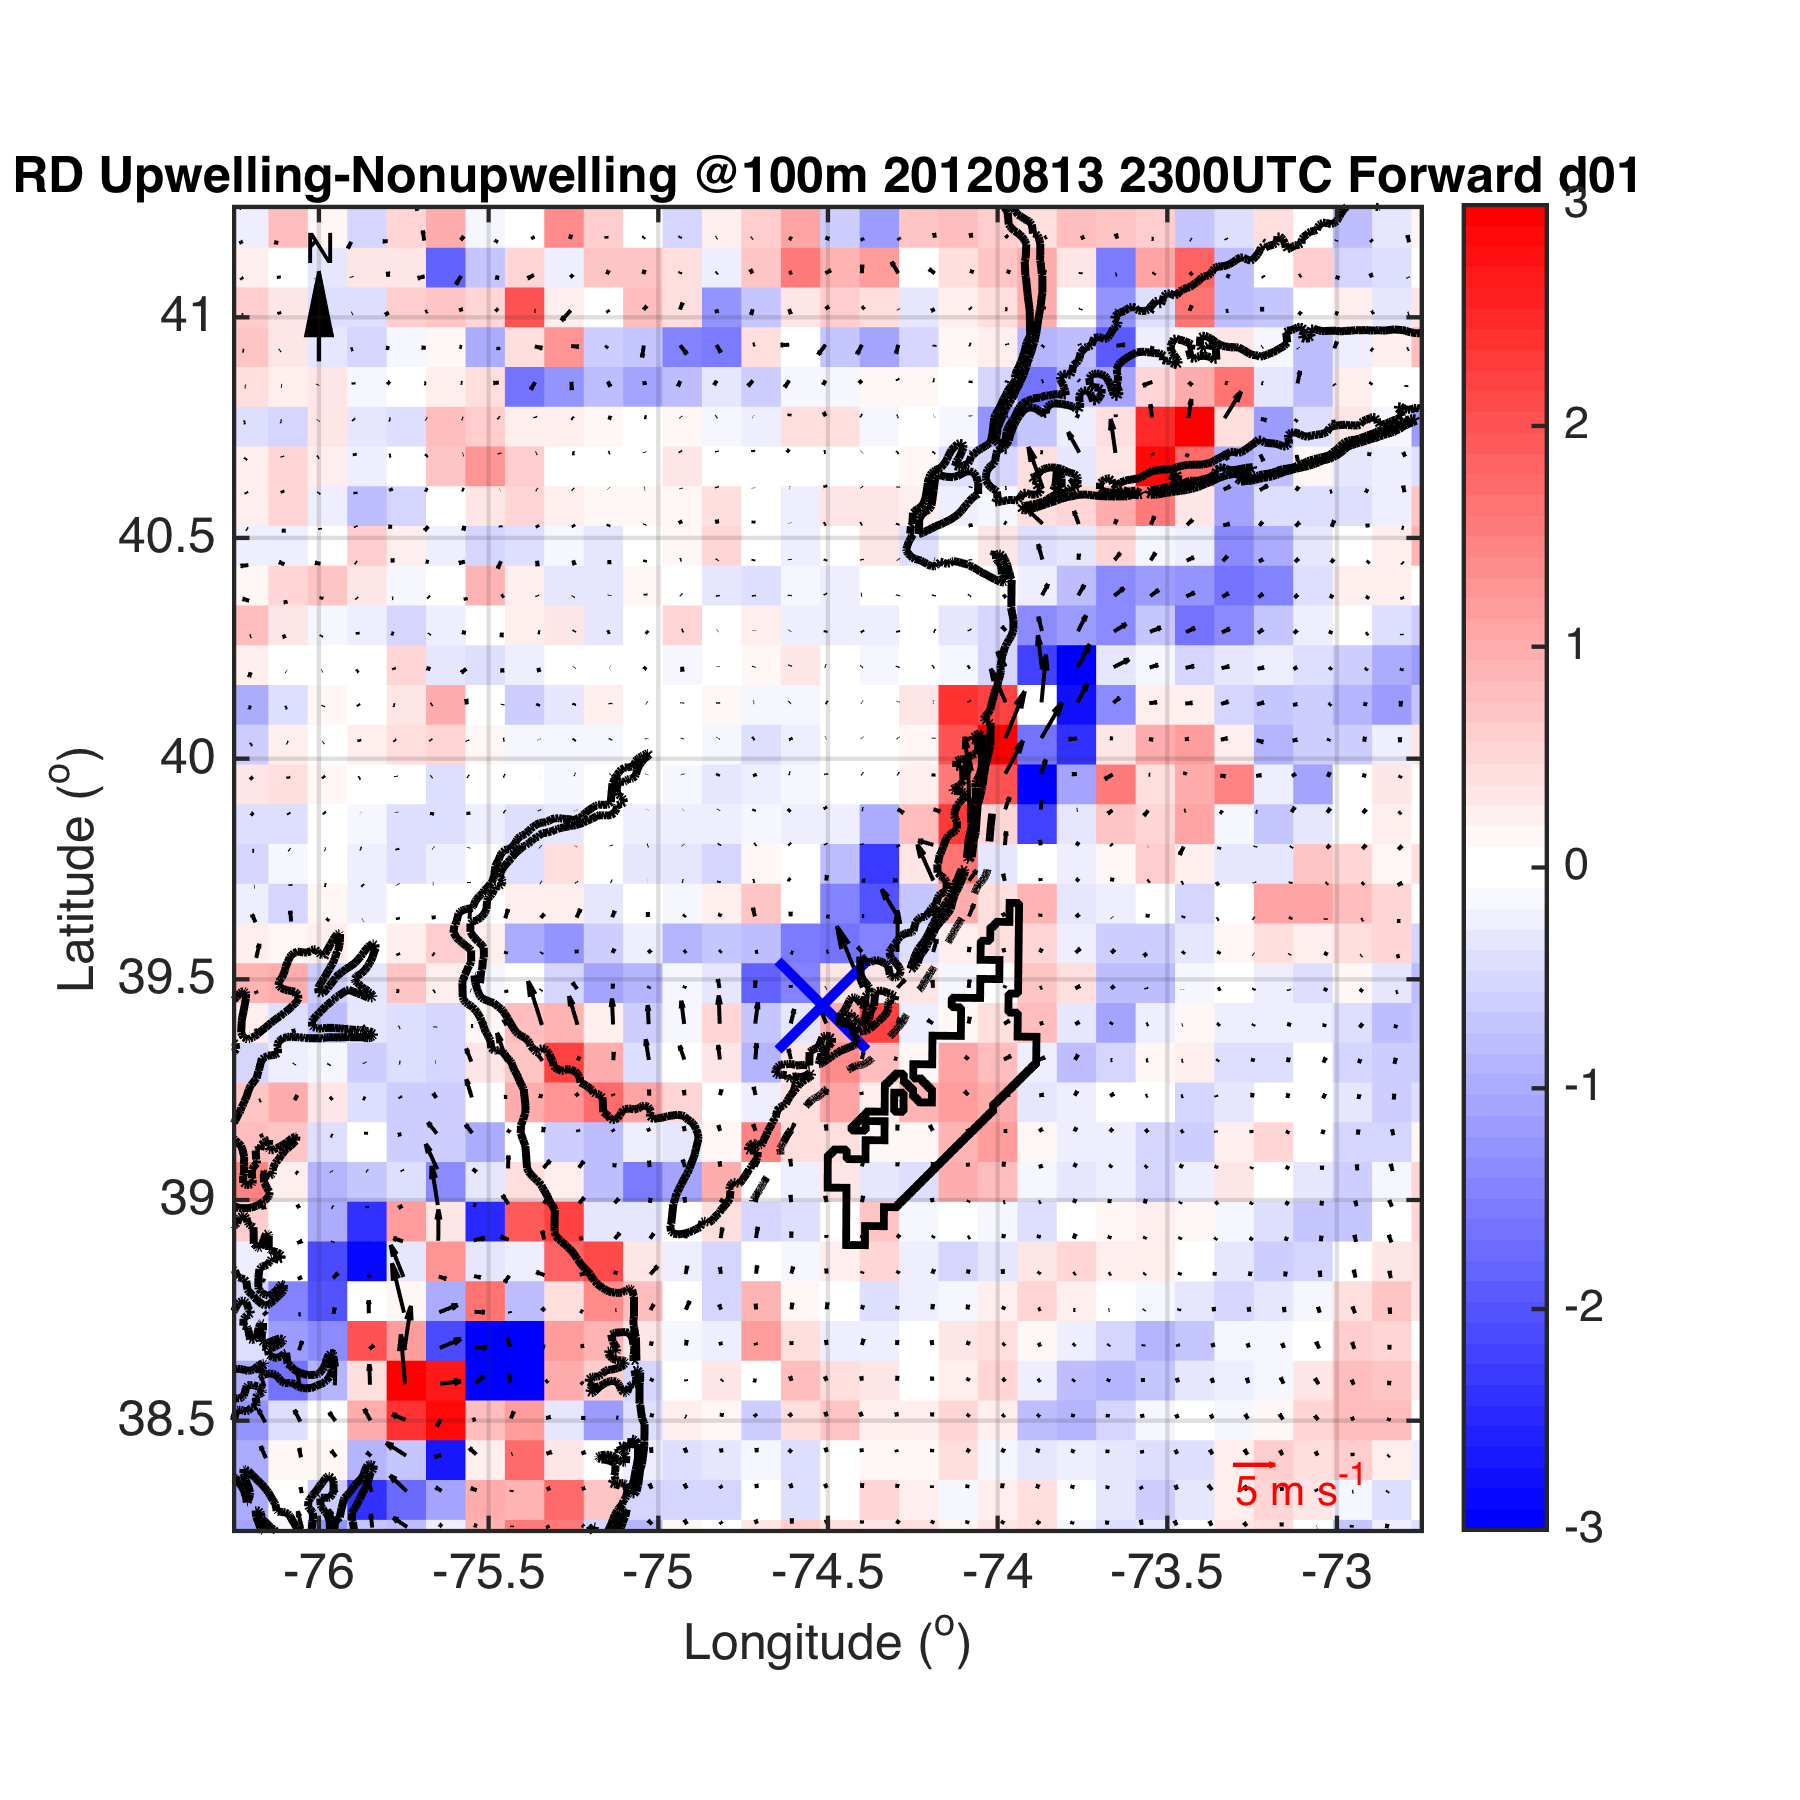 RD Upwelling-Nonupwelling @100m 20120813 2300UTC Forward d01
N
41
40.5
40
39.5
39
38.5
Latitude (°)
-76 -75.5 -75 -74.5 -74 -73.5 -73
Longitude (°)
5 m s⁻¹
3
2
1
0
-1
-2
-3